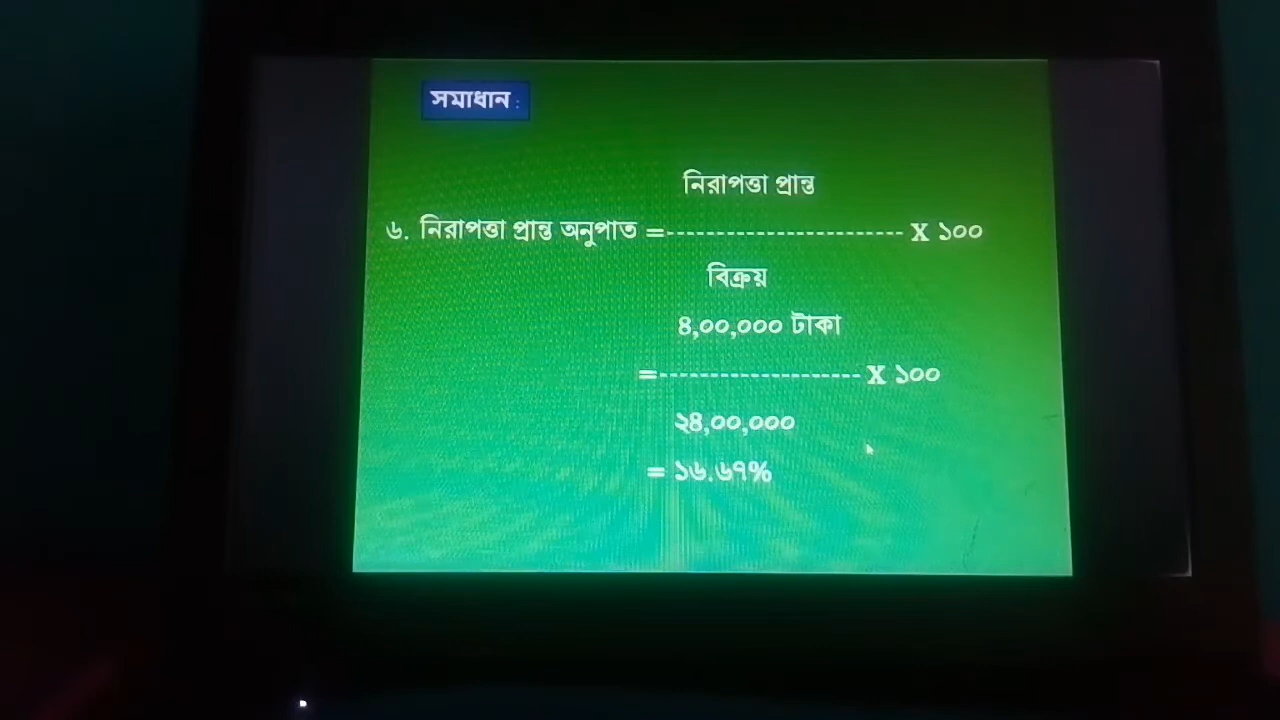 সমাধান :
নিরাপত্তা প্রান্ত
৬. নিরাপত্তা প্রান্ত অনুপাত =----------------------- X ১০০
বিক্রয়
৪,০০,০০০ টাকা
=-------------------- X ১০০
২৪,০০,০০০
= ১৬.৬৭%